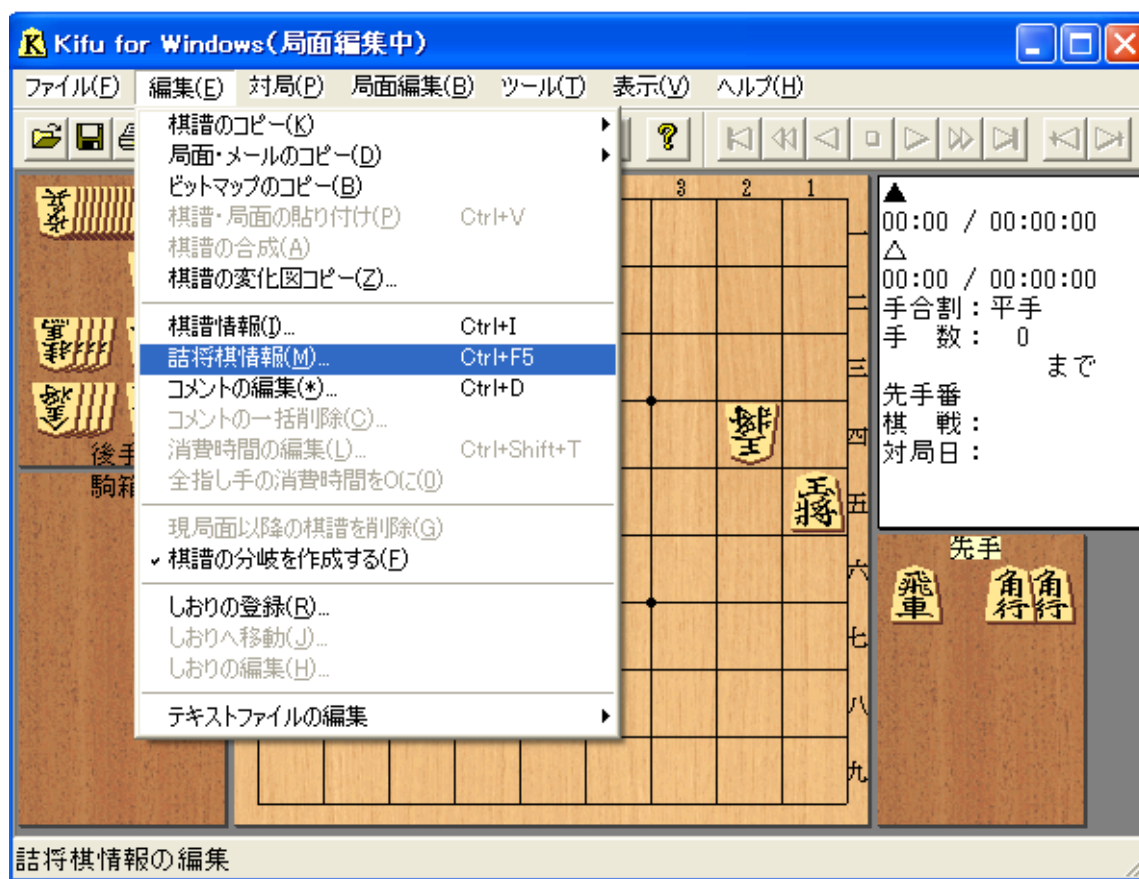 Kifu for Windows(局面編集中)
ファイル(F) 編集(E) 対局(P) 局面編集(B) ツール(T) 表示(V) ヘルプ(H)
棋譜のコピー(K)
局面・メールのコピー(D)
ビットマップのコピー(B)
棋譜・局面の貼り付け(P) Ctrl+V
棋譜の合成(A)
棋譜の変化図コピー(Z)...
棋譜情報(I)... Ctrl+I
詰将棋情報(M)... Ctrl+F5
コメントの編集(*)... Ctrl+D
コメントの一括削除(C)...
消費時間の編集(L)... Ctrl+Shift+T
全指し手の消費時間を0に(0)
現局面以降の棋譜を削除(G)
棋譜の分岐を作成する(F)
しおりの登録(R)...
しおりへ移動(J)...
しおりの編集(H)...
テキストファイルの編集
後手
駒箱
3 2 1
一
二
三
四
五
六
七
八
九
王将
王将
▲
00:00 / 00:00:00
△
00:00 / 00:00:00
手合割:平手
手 数: 0
まで
先手番
棋 戦:
対局日:
先手
飛車 角行 角行
詰将棋情報の編集